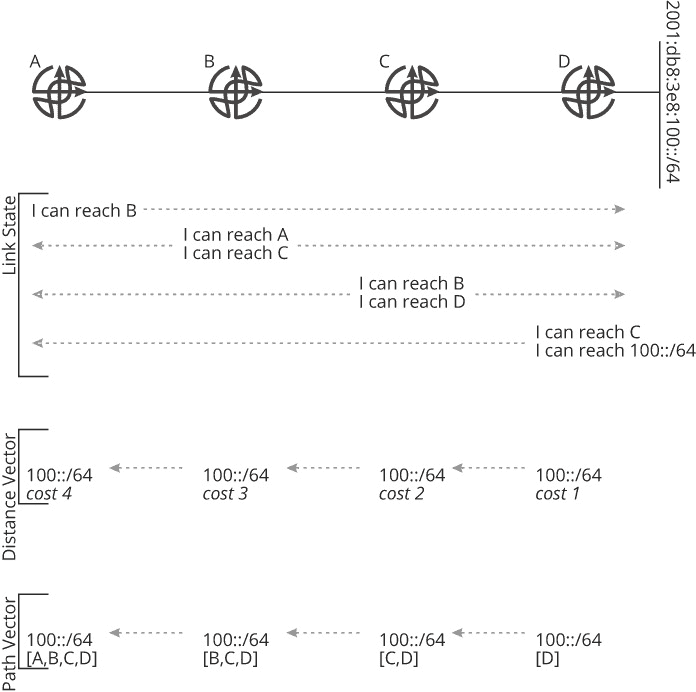 A
B
C
D
2001:db8:3e8:100::/64
Link State
I can reach B
I can reach A
I can reach C
I can reach B
I can reach D
I can reach C
I can reach 100::/64
Distance Vector
100::/64
cost 4
100::/64
cost 3
100::/64
cost 2
100::/64
cost 1
Path Vector
100::/64
[A,B,C,D]
100::/64
[B,C,D]
100::/64
[C,D]
100::/64
[D]